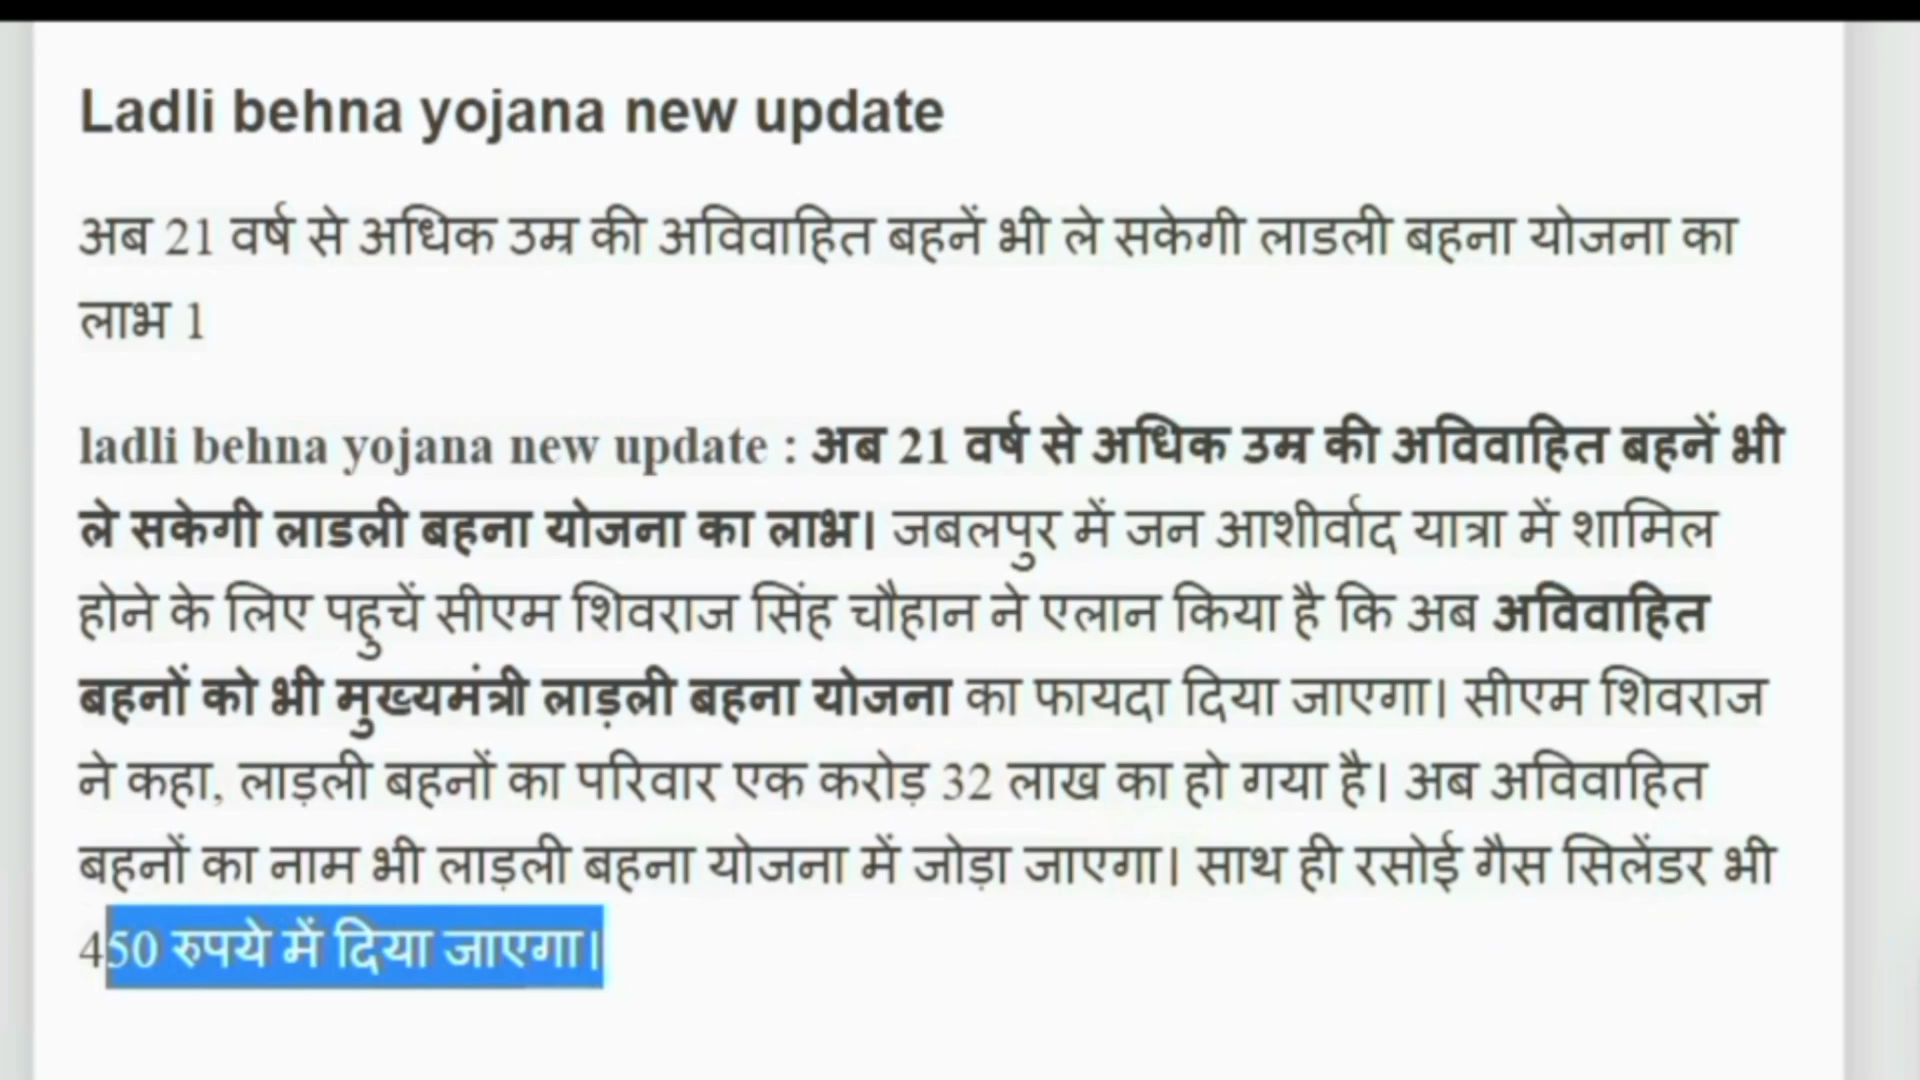 Ladli behna yojana new update
अब 21 वर्ष से अधिक उम्र की अविवाहित बहनें भी ले सकेगी लाडली बहना योजना का
लाभ 1
ladli behna yojana new update : अब 21 वर्ष से अधिक उम्र की अविवाहित बहनें भी
ले सकेगी लाडली बहना योजना का लाभ। जबलपुर में जन आशीर्वाद यात्रा में शामिल
होने के लिए पहुचें सीएम शिवराज सिंह चौहान ने एलान किया है कि अब अविवाहित
बहनों को भी मुख्यमंत्री लाड़ली बहना योजना का फायदा दिया जाएगा। सीएम शिवराज
ने कहा, लाड़ली बहनों का परिवार एक करोड़ 32 लाख का हो गया है। अब अविवाहित
बहनों का नाम भी लाड़ली बहना योजना में जोड़ा जाएगा। साथ ही रसोई गैस सिलेंडर भी
450 रुपये में दिया जाएगा।